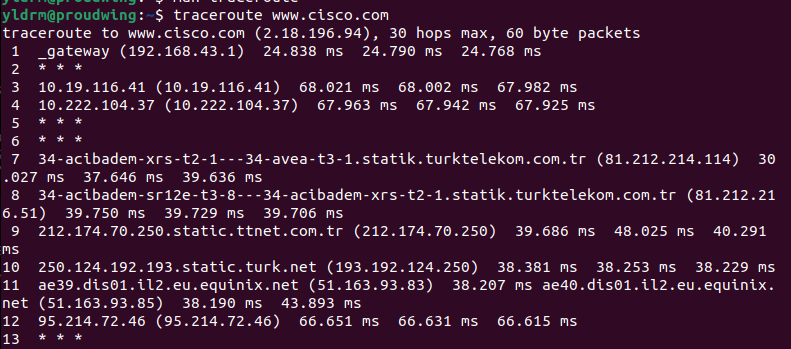 yldrm@proudwing:~$ man traceroute
yldrm@proudwing:~$ traceroute www.cisco.com
traceroute to www.cisco.com (2.18.196.94), 30 hops max, 60 byte packets
 1  _gateway (192.168.43.1)  24.838 ms  24.790 ms  24.768 ms
 2  * * *
 3  10.19.116.41 (10.19.116.41)  68.021 ms  68.002 ms  67.982 ms
 4  10.222.104.37 (10.222.104.37)  67.963 ms  67.942 ms  67.925 ms
 5  * * *
 6  * * *
 7  34-acibadem-xrs-t2-1---34-avea-t3-1.statik.turktelekom.com.tr (81.212.214.114)  30
.027 ms  37.646 ms  39.636 ms
 8  34-acibadem-sr12e-t3-8---34-acibadem-xrs-t2-1.statik.turktelekom.com.tr (81.212.21
6.51)  39.750 ms  39.729 ms  39.706 ms
 9  212.174.70.250.static.ttnet.com.tr (212.174.70.250)  39.686 ms  48.025 ms  40.291
ms
10  250.124.192.193.static.turk.net (193.192.124.250)  38.381 ms  38.253 ms  38.229 ms
11  ae39.dis01.il2.eu.equinix.net (51.163.93.83)  38.207 ms ae40.dis01.il2.eu.equinix.
net (51.163.93.85)  38.190 ms  43.893 ms
12  95.214.72.46 (95.214.72.46)  66.651 ms  66.631 ms  66.615 ms
13  * * *